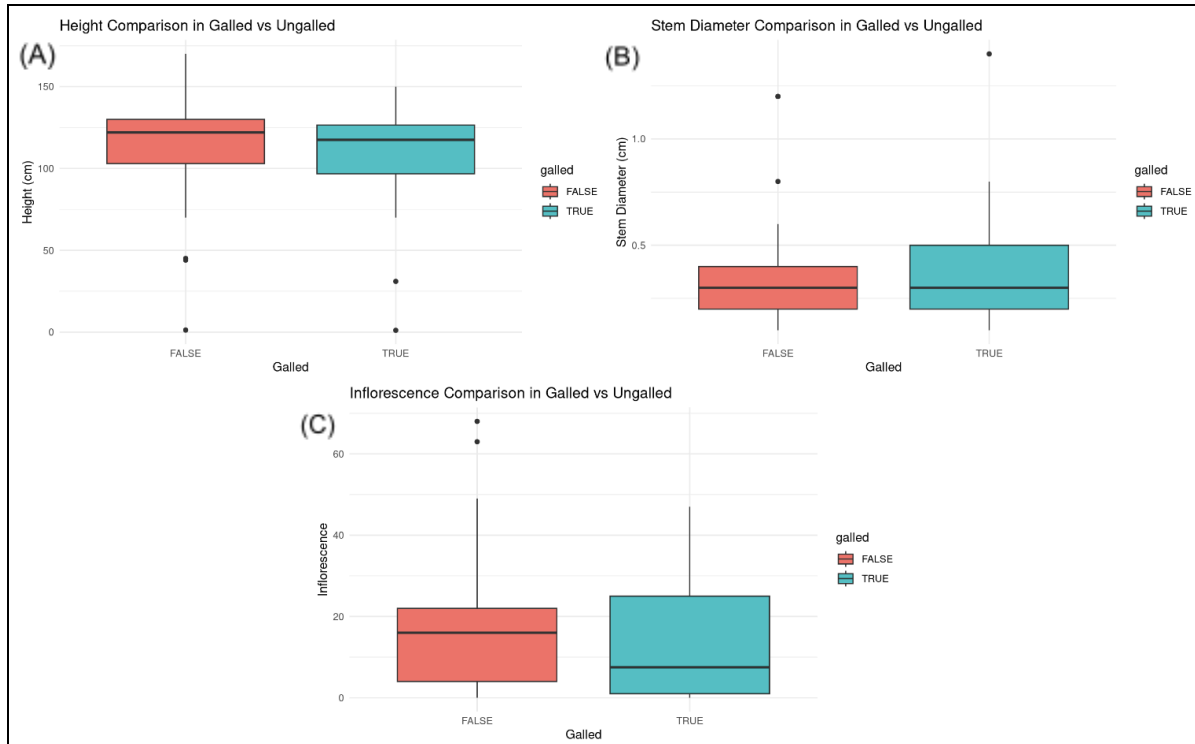 Height Comparison in Galled vs Ungalled
(A)
150
100
50
0
Height (cm)
FALSE
TRUE
Galled
galled
FALSE
TRUE
Stem Diameter Comparison in Galled vs Ungalled
(B)
1.0
0.5
Stem Diameter (cm)
FALSE
TRUE
Galled
galled
FALSE
TRUE
Inflorescence Comparison in Galled vs Ungalled
(C)
60
40
20
0
Inflorescence
FALSE
TRUE
Galled
galled
FALSE
TRUE